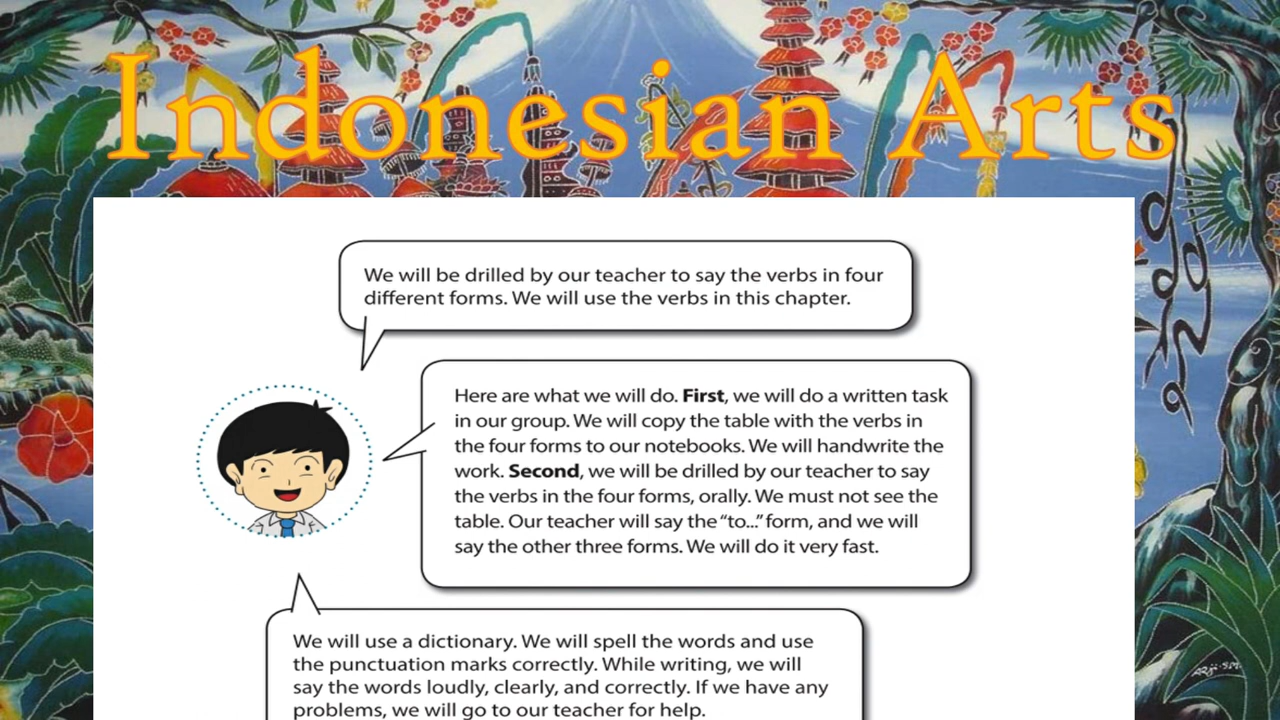 Indonesian Arts
We will be drilled by our teacher to say the verbs in four
different forms. We will use the verbs in this chapter.
Here are what we will do. First, we will do a written task
in our group. We will copy the table with the verbs in
the four forms to our notebooks. We will handwrite the
work. Second, we will be drilled by our teacher to say
the verbs in the four forms, orally. We must not see the
table. Our teacher will say the “to...” form, and we will
say the other three forms. We will do it very fast.
We will use a dictionary. We will spell the words and use
the punctuation marks correctly. While writing, we will
say the words loudly, clearly, and correctly. If we have any
problems, we will go to our teacher for help.